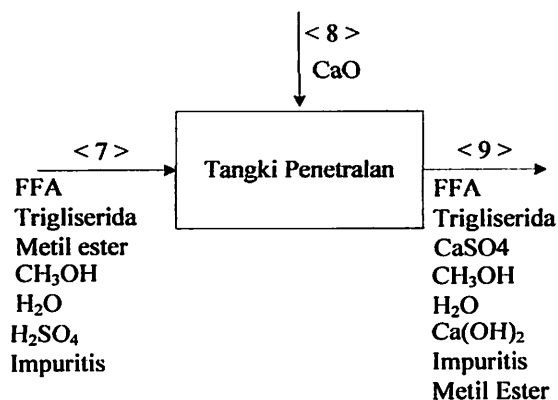 < 8 >
CaO
< 7 >
FFA
Trigliserida
Metil ester
CH₃OH
H₂O
H₂SO₄
Impuritis
Tangki Penetralan
< 9 >
FFA
Trigliserida
CaSO4
CH₃OH
H₂O
Ca(OH)₂
Impuritis
Metil Ester